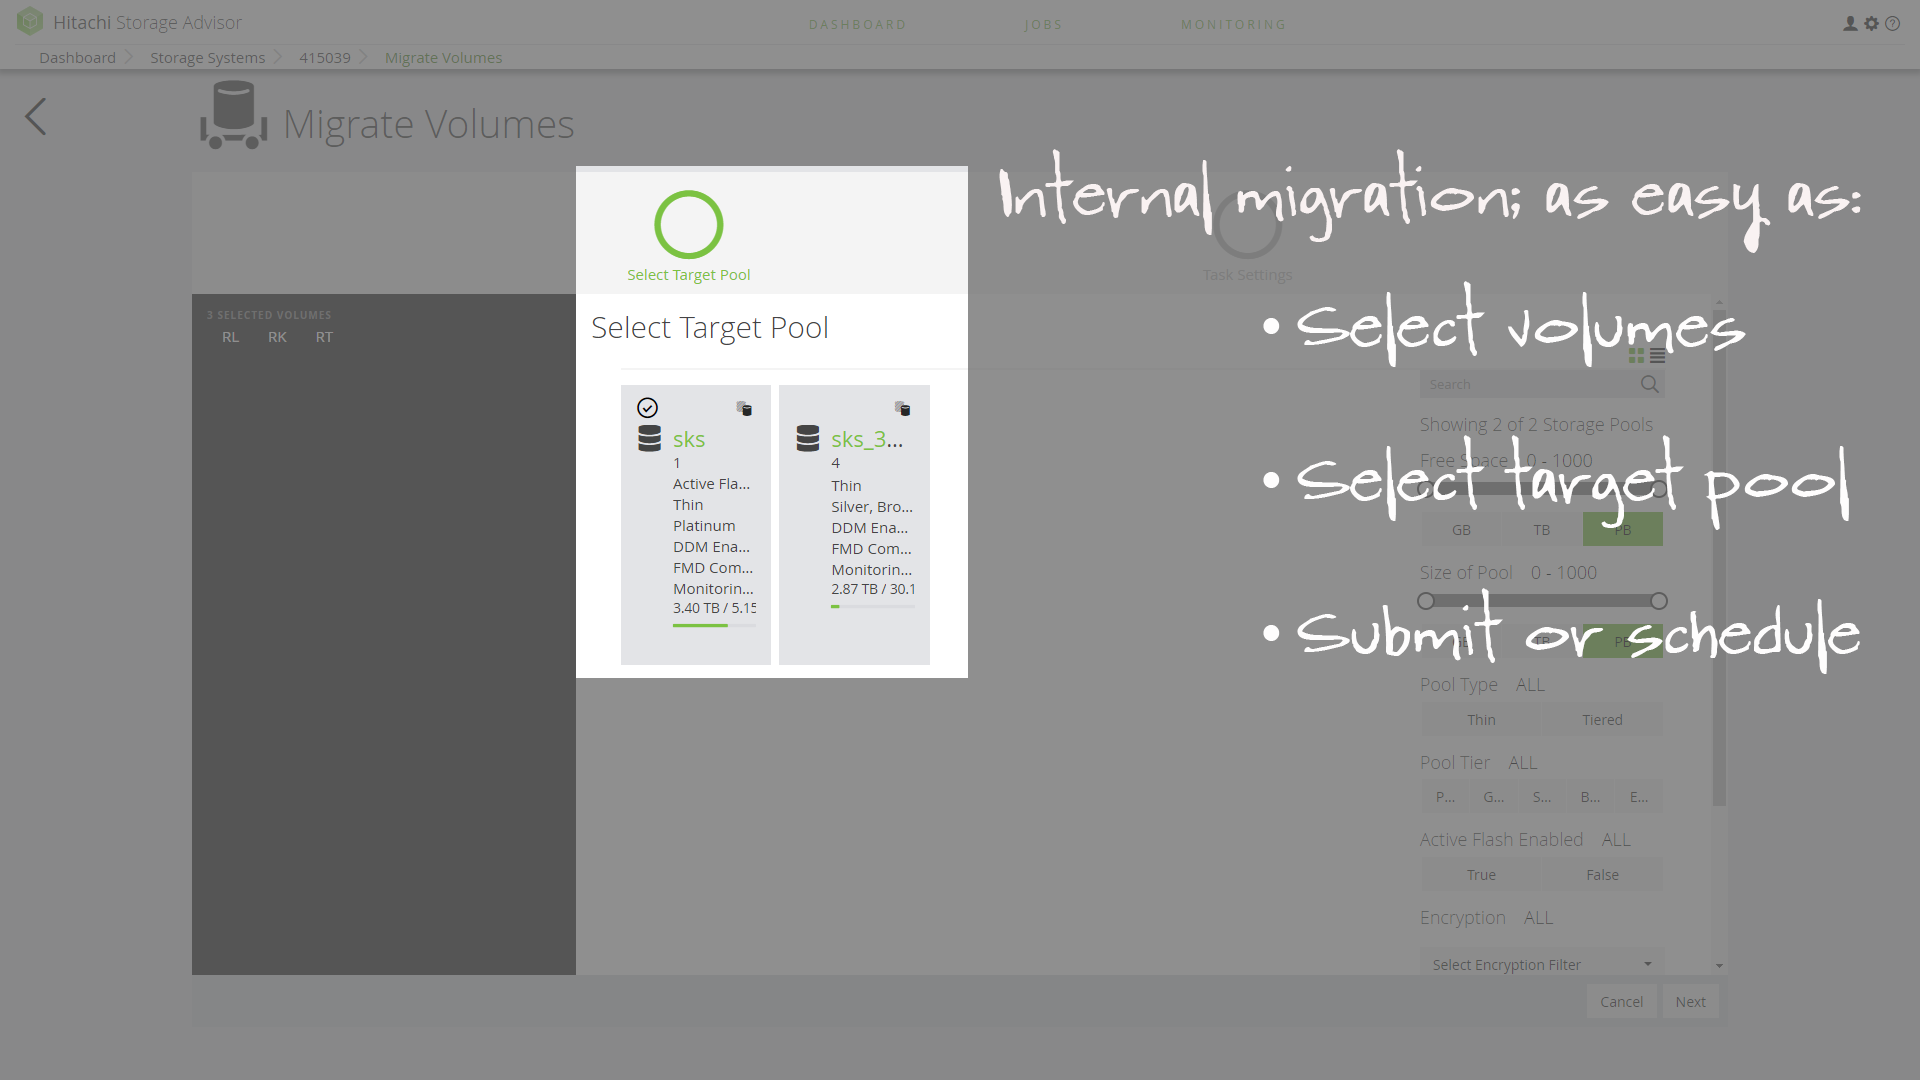 Hitachi Storage Advisor
DASHBOARD
JOBS
MONITORING
Dashboard
Storage Systems
415039
Migrate Volumes
Migrate Volumes
Internal migration; as easy as:
• Select volumes
• Select target pool
• Submit or schedule
Select Target Pool
Task Settings
3 SELECTED VOLUMES
RL RK RT
Select Target Pool
sks
1
Active Fla...
Thin
Platinum
DDM Ena...
FMD Com...
Monitorin...
3.40 TB / 5.15
sks_3...
4
Thin
Silver, Bro...
DDM Ena...
FMD Com...
Monitorin...
2.87 TB / 30.1
Search
Showing 2 of 2 Storage Pools
Free Space 0 - 1000
GB TB PB
Size of Pool 0 - 1000
GB TB PB
Pool Type ALL
Thin Tiered
Pool Tier ALL
P... G... S... B... E...
Active Flash Enabled ALL
True False
Encryption ALL
Select Encryption Filter
Cancel Next